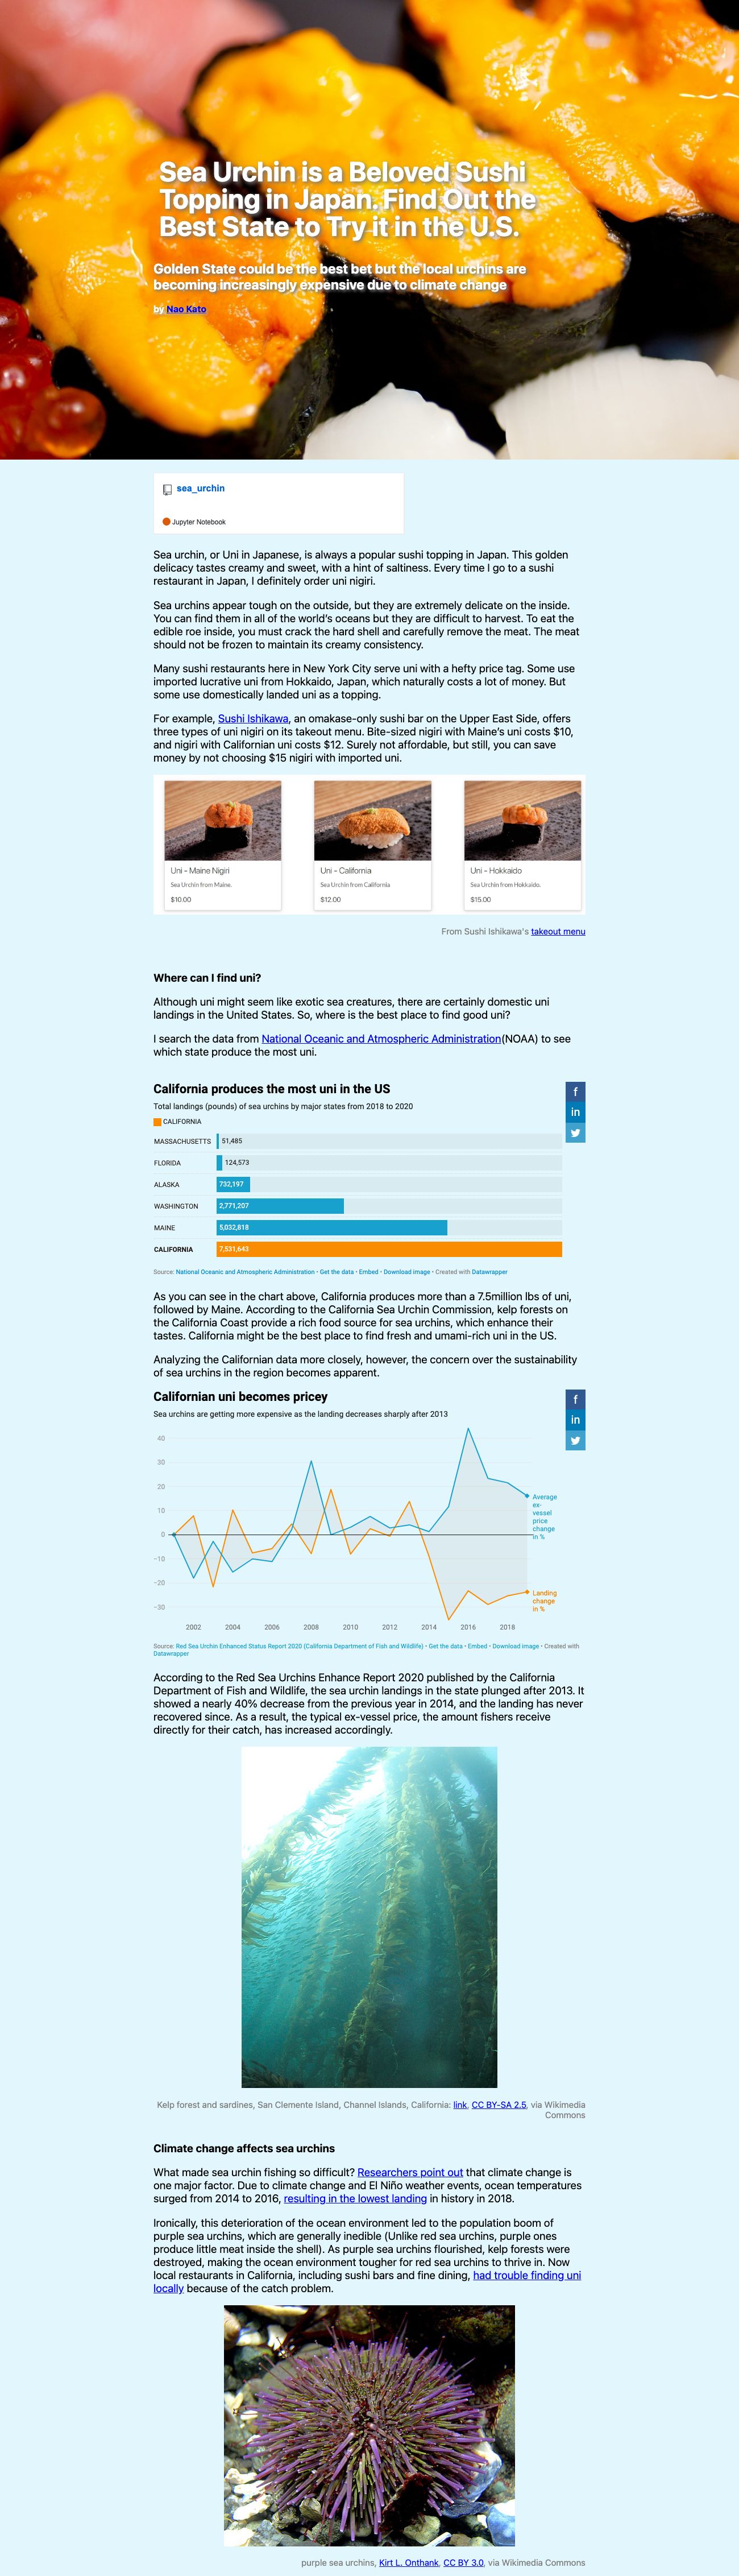 Sea Urchin is a Beloved Sushi
Topping in Japan. Find Out the
Best State to Try it in the U.S.
Golden State could be the best bet but the local urchins are
becoming increasingly expensive due to climate change
by Nao Kato
sea_urchin
Jupyter Notebook
Sea urchin, or Uni in Japanese, is always a popular sushi topping in Japan. This golden
delicacy tastes creamy and sweet, with a hint of saltiness. Every time I go to a sushi
restaurant in Japan, I definitely order uni nigiri.
Sea urchins appear tough on the outside, but they are extremely delicate on the inside.
You can find them in all of the world's oceans but they are difficult to harvest. To eat the
edible roe inside, you must crack the hard shell and carefully remove the meat. The meat
should not be frozen to maintain its creamy consistency.
Many sushi restaurants here in New York City serve uni with a hefty price tag. Some use
imported lucrative uni from Hokkaido, Japan, which naturally costs a lot of money. But
some use domestically landed uni as a topping.
For example, Sushi Ishikawa, an omakase-only sushi bar on the Upper East Side, offers
three types of uni nigiri on its takeout menu. Bite-sized nigiri with Maine's uni costs $10,
and nigiri with Californian uni costs $12. Surely not affordable, but still, you can save
money by not choosing $15 nigiri with imported uni.
Uni - Maine Nigiri
Sea Urchin from Maine.
$10.00
Uni - California
Sea Urchin from California
$12.00
Uni - Hokkaido
Sea Urchin from Hokkaido.
$15.00
From Sushi Ishikawa's takeout menu
Where can I find uni?
Although uni might seem like exotic sea creatures, there are certainly domestic uni
landings in the United States. So, where is the best place to find good uni?
I search the data from National Oceanic and Atmospheric Administration(NOAA) to see
which state produce the most uni.
California produces the most uni in the US
Total landings (pounds) of sea urchins by major states from 2018 to 2020
CALIFORNIA
MASSACHUSETTS 51,485
FLORIDA 124,573
ALASKA 732,197
WASHINGTON 2,771,207
MAINE 5,032,818
CALIFORNIA 7,531,643
Source: National Oceanic and Atmospheric Administration • Get the data • Embed • Download image • Created with Datawrapper
f
in
As you can see in the chart above, California produces more than a 7.5million lbs of uni,
followed by Maine. According to the California Sea Urchin Commission, kelp forests on
the California Coast provide a rich food source for sea urchins, which enhance their
tastes. California might be the best place to find fresh and umami-rich uni in the US.
Analyzing the Californian data more closely, however, the concern over the sustainability
of sea urchins in the region becomes apparent.
Californian uni becomes pricey
Sea urchins are getting more expensive as the landing decreases sharply after 2013
f
in
40
30
20
10
0
−10
−20
−30
Average
ex-
vessel
price
change
in %
Landing
change
in %
2002 2004 2006 2008 2010 2012 2014 2016 2018
Source: Red Sea Urchin Enhanced Status Report 2020 (California Department of Fish and Wildlife) • Get the data • Embed • Download image • Created with
Datawrapper
According to the Red Sea Urchins Enhance Report 2020 published by the California
Department of Fish and Wildlife, the sea urchin landings in the state plunged after 2013. It
showed a nearly 40% decrease from the previous year in 2014, and the landing has never
recovered since. As a result, the typical ex-vessel price, the amount fishers receive
directly for their catch, has increased accordingly.
Kelp forest and sardines, San Clemente Island, Channel Islands, California: link, CC BY-SA 2.5, via Wikimedia
Commons
Climate change affects sea urchins
What made sea urchin fishing so difficult? Researchers point out that climate change is
one major factor. Due to climate change and El Niño weather events, ocean temperatures
surged from 2014 to 2016, resulting in the lowest landing in history in 2018.
Ironically, this deterioration of the ocean environment led to the population boom of
purple sea urchins, which are generally inedible (Unlike red sea urchins, purple ones
produce little meat inside the shell). As purple sea urchins flourished, kelp forests were
destroyed, making the ocean environment tougher for red sea urchins to thrive in. Now
local restaurants in California, including sushi bars and fine dining, had trouble finding uni
locally because of the catch problem.
purple sea urchins, Kirt L. Onthank, CC BY 3.0, via Wikimedia Commons